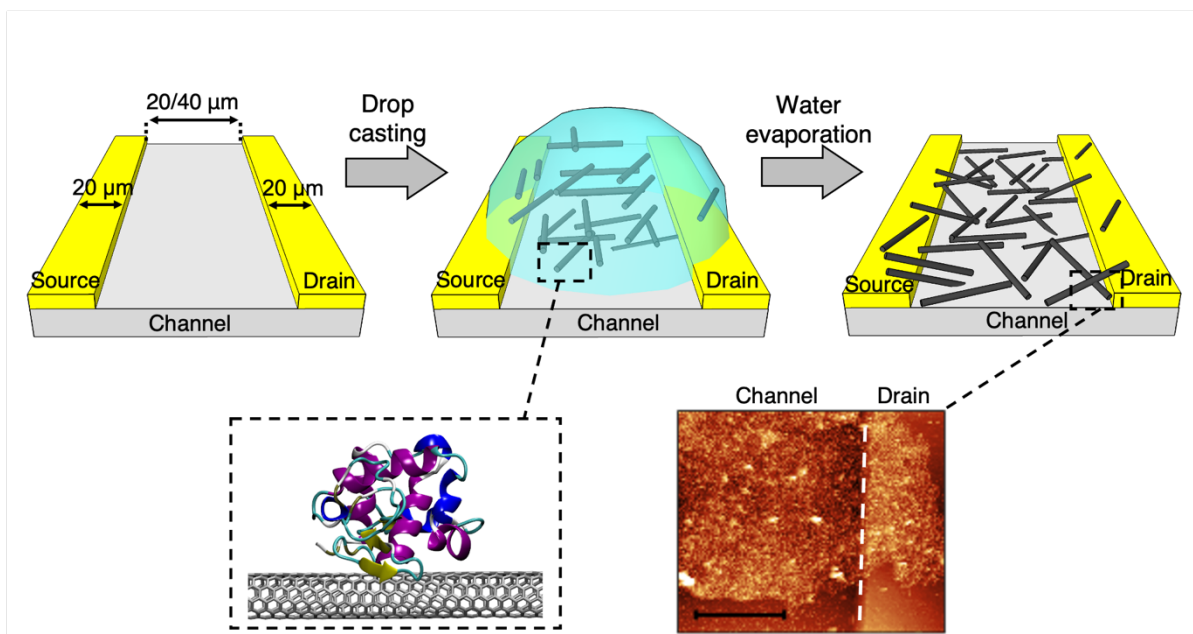 20/40 µm
20 µm
20 µm
Source
Drain
Channel
Drop
casting
Source
Drain
Channel
Water
evaporation
Source
Drain
Channel
Channel
Drain